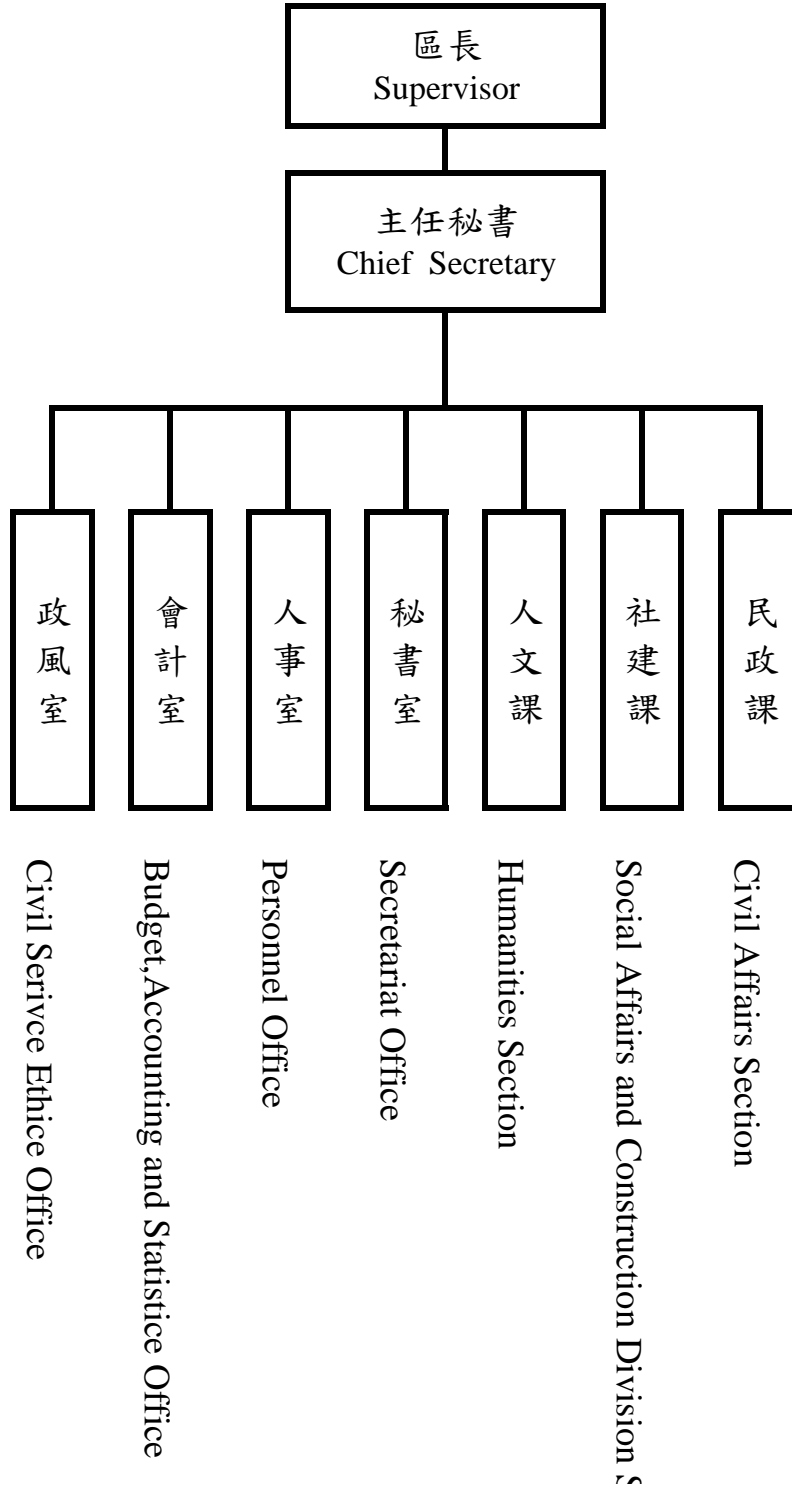 區長
Supervisor
主任秘書
Chief Secretary
政風室
會計室
人事室
秘書室
人文課
社建課
民政課
Civil Serivce Ethice Office
Budget,Accounting and Statistice Office
Personnel Office
Secretariat Office
Humanities Section
Social Affairs and Construction Division
Civil Affairs Section